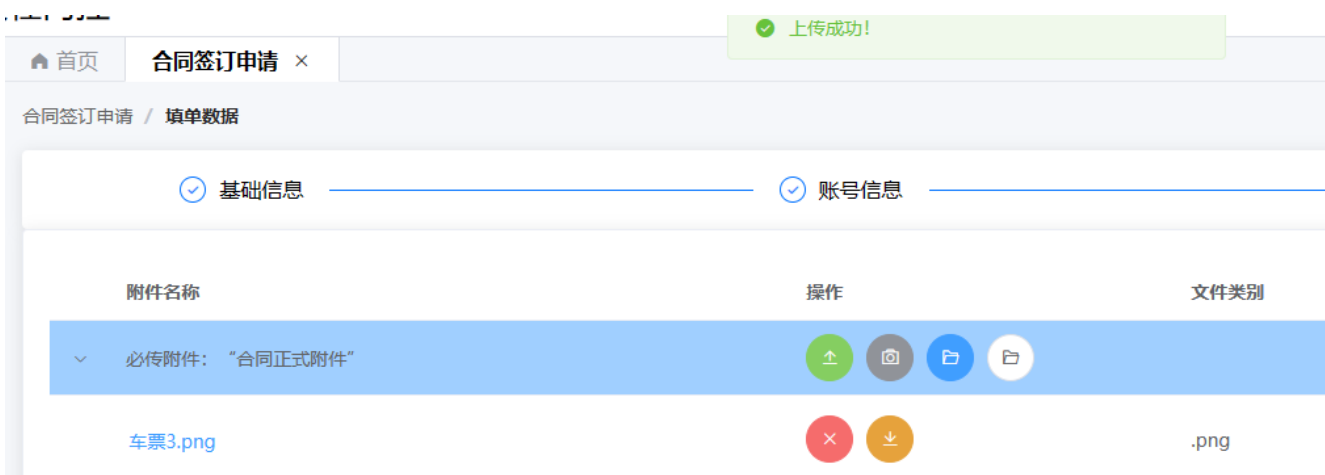 上传成功！
首页 合同签订申请 ×
合同签订申请 / 填单数据
基础信息 账号信息
附件名称 操作 文件类别
必传附件：“合同正式附件”
车票3.png .png